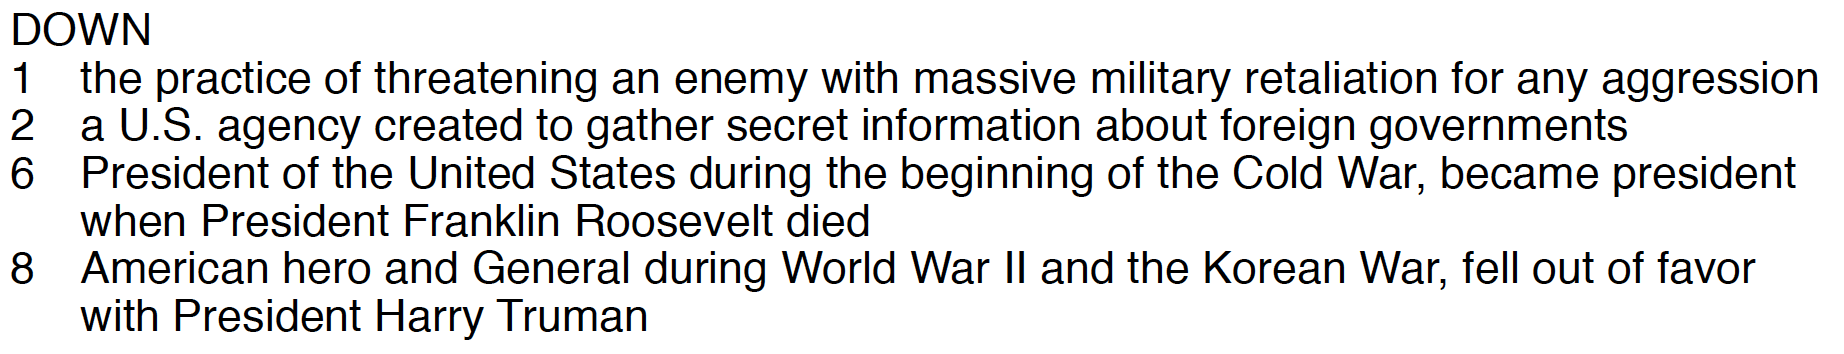 DOWN
1 the practice of threatening an enemy with massive military retaliation for any aggression
2 a U.S. agency created to gather secret information about foreign governments
6 President of the United States during the beginning of the Cold War, became president
when President Franklin Roosevelt died
8 American hero and General during World War II and the Korean War, fell out of favor
with President Harry Truman